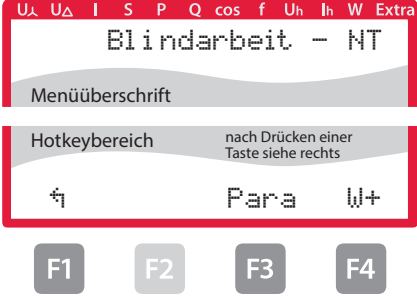 U⅄ U△ I S P Q cos f Uh Ih W Extra
Blindarbeit - NT
Menüüberschrift
Hotkeybereich
nach Drücken einer
Taste siehe rechts
↰ Para W+
F1 F2 F3 F4